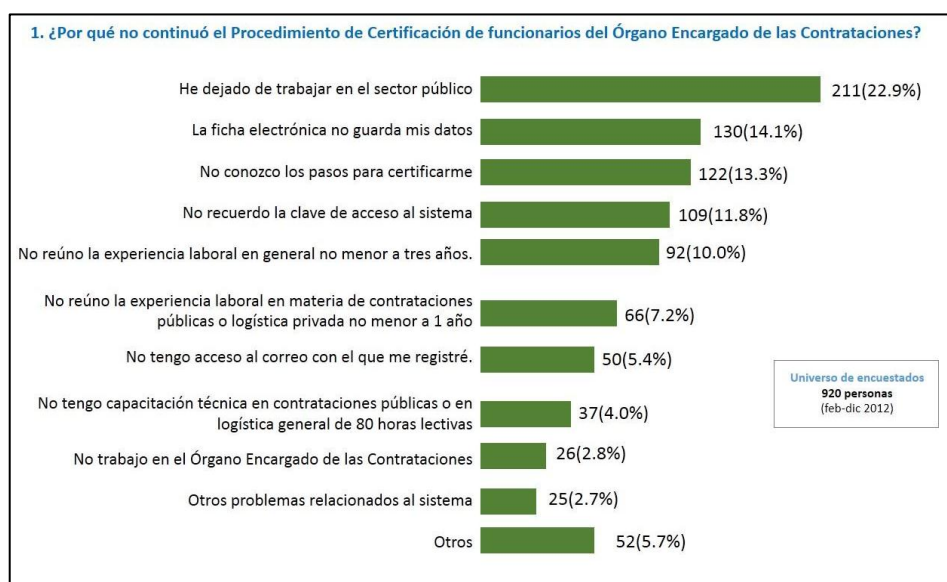 1. ¿Por qué no continuó el Procedimiento de Certificación de funcionarios del Órgano Encargado de las Contrataciones?
He dejado de trabajar en el sector público
211(22.9%)
La ficha electrónica no guarda mis datos
130(14.1%)
No conozco los pasos para certificarme
122(13.3%)
No recuerdo la clave de acceso al sistema
109(11.8%)
No reúno la experiencia laboral en general no menor a tres años.
92(10.0%)
No reúno la experiencia laboral en materia de contrataciones
públicas o logística privada no menor a 1 año
66(7.2%)
No tengo acceso al correo con el que me registré.
50(5.4%)
Universo de encuestados
920 personas
(feb-dic 2012)
No tengo capacitación técnica en contrataciones públicas o en
logística general de 80 horas lectivas
37(4.0%)
No trabajo en el Órgano Encargado de las Contrataciones
26(2.8%)
Otros problemas relacionados al sistema
25(2.7%)
Otros
52(5.7%)